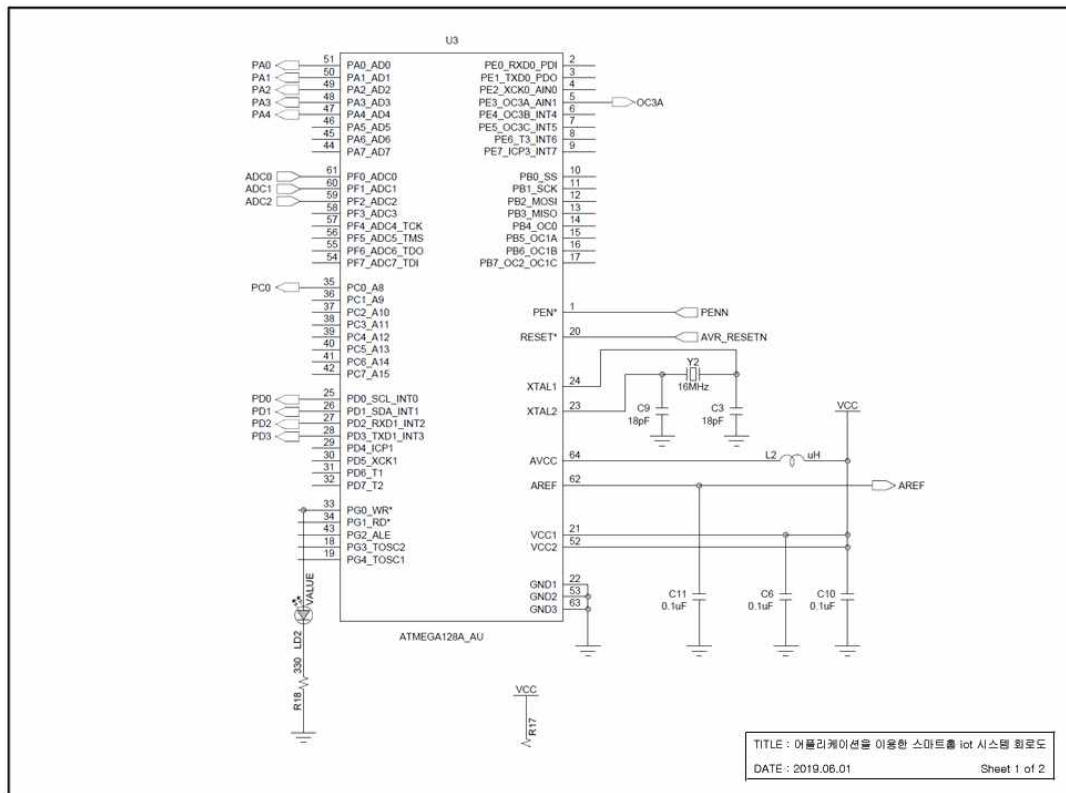 U3
PA0 51 PA0_AD0
PA1 50 PA1_AD1
PA2 49 PA2_AD2
PA3 48 PA3_AD3
PA4 47 PA4_AD4
46 PA5_AD5
45 PA6_AD6
44 PA7_AD7
ADC0 61 PF0_ADC0
ADC1 60 PF1_ADC1
ADC2 59 PF2_ADC2
58 PF3_ADC3
57 PF4_ADC4_TCK
56 PF5_ADC5_TMS
55 PF6_ADC6_TDO
54 PF7_ADC7_TDI
PC0 35 PC0_A8
36 PC1_A9
37 PC2_A10
38 PC3_A11
39 PC4_A12
40 PC5_A13
41 PC6_A14
42 PC7_A15
PD0 25 PD0_SCL_INT0
PD1 26 PD1_SDA_INT1
PD2 27 PD2_RXD1_INT2
PD3 28 PD3_TXD1_INT3
29 PD4_ICP1
30 PD5_XCK1
31 PD6_T1
32 PD7_T2
33 PG0_WR*
34 PG1_RD*
43 PG2_ALE
18 PG3_TOSC2
19 PG4_TOSC1
PE0_RXD0_PDI 2
PE1_TXD0_PDO 3
PE2_XCK0_AIN0 4
PE3_OC3A_AIN1 5 OC3A
PE4_OC3B_INT4 6
PE5_OC3C_INT5 7
PE6_T3_INT6 8
PE7_ICP3_INT7 9
PB0_SS 10
PB1_SCK 11
PB2_MOSI 12
PB3_MISO 13
PB4_OC0 14
PB5_OC1A 15
PB6_OC1B 16
PB7_OC2_OC1C 17
PEN* 1 PENN
RESET* 20 AVR_RESETN
XTAL1 24
XTAL2 23
Y2
16MHz
C9
18pF
C3
18pF
VCC
AVCC 64 L2 uH
AREF 62 AREF
VCC1 21
VCC2 52
GND1 22
GND2 53
GND3 63
C11
0.1uF
C6
0.1uF
C10
0.1uF
ATMEGA128A_AU
VALUE
LD2
330
R18
VCC
R17
TITLE : 어플리케이션을 이용한 스마트홈 iot 시스템 회로도
DATE : 2019.06.01 Sheet 1 of 2